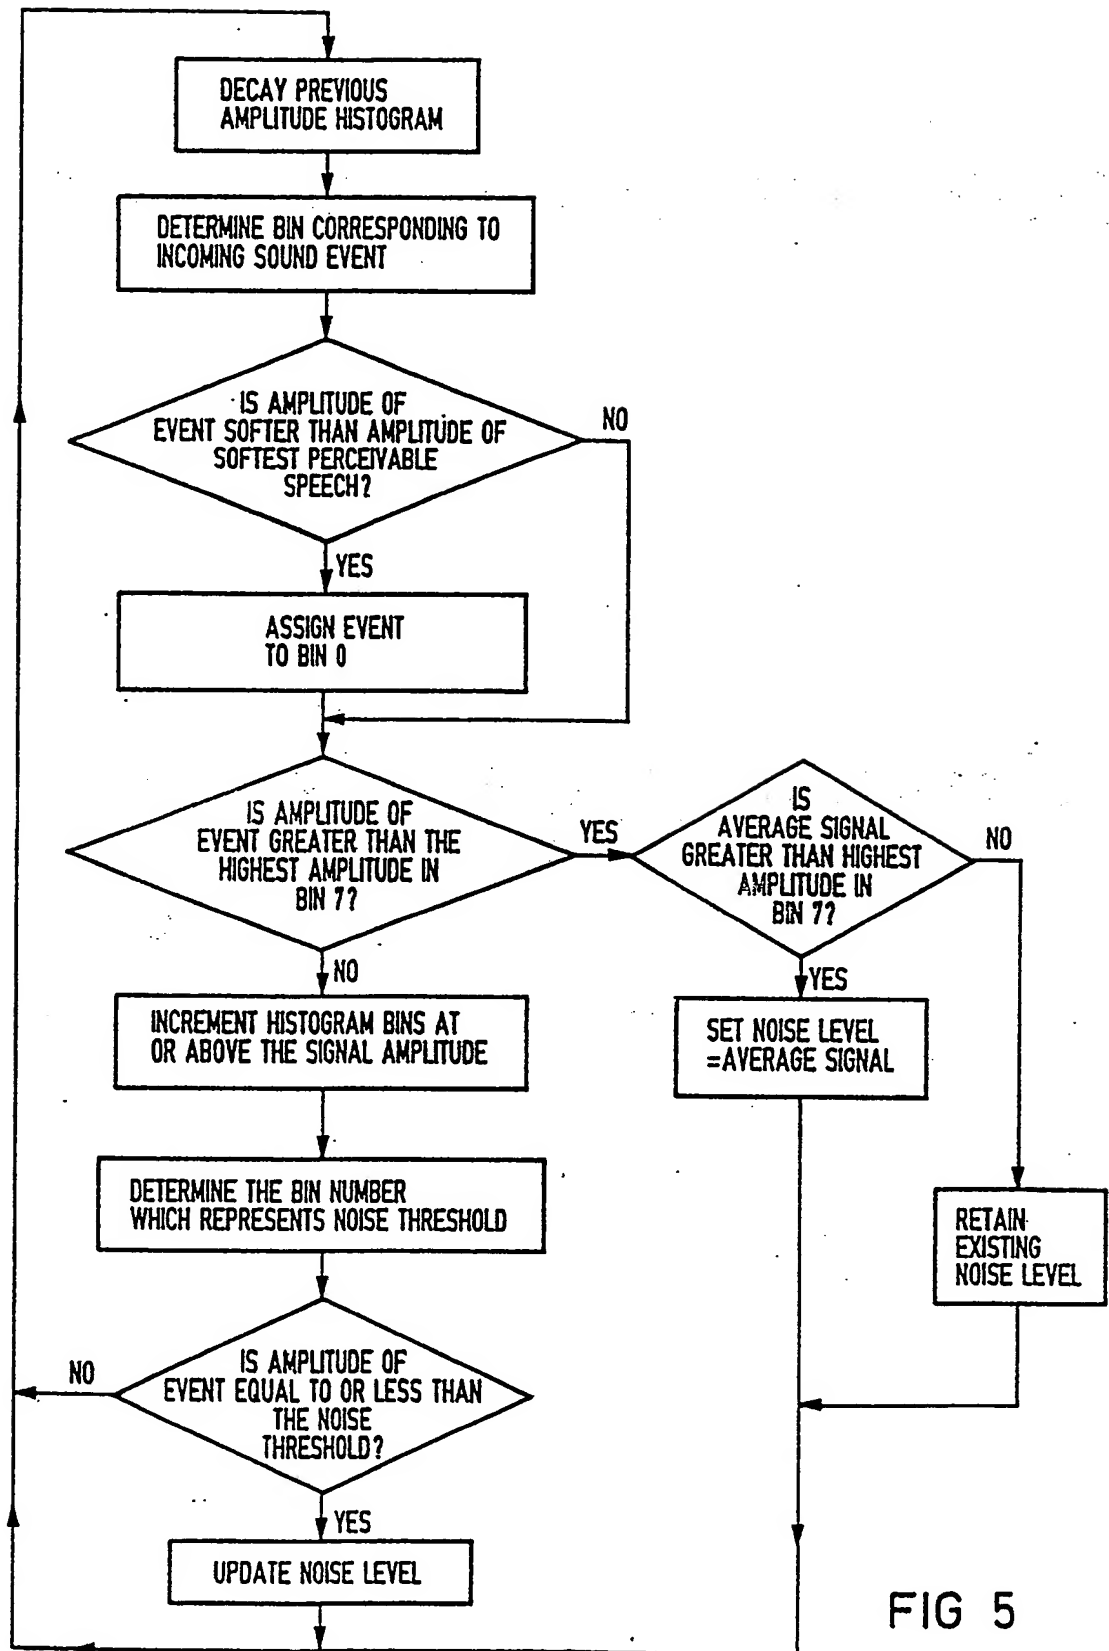 DECAY PREVIOUS
AMPLITUDE HISTOGRAM
DETERMINE BIN CORRESPONDING TO
INCOMING SOUND EVENT
IS AMPLITUDE OF
EVENT SOFTER THAN AMPLITUDE OF
SOFTEST PERCEIVABLE
SPEECH?
NO
YES
ASSIGN EVENT
TO BIN 0
IS AMPLITUDE OF
EVENT GREATER THAN THE
HIGHEST AMPLITUDE IN
BIN 7?
YES
IS
AVERAGE SIGNAL
GREATER THAN HIGHEST
AMPLITUDE IN
BIN 7?
NO
NO
YES
INCREMENT HISTOGRAM BINS AT
OR ABOVE THE SIGNAL AMPLITUDE
SET NOISE LEVEL
=AVERAGE SIGNAL
DETERMINE THE BIN NUMBER
WHICH REPRESENTS NOISE THRESHOLD
RETAIN
EXISTING
NOISE LEVEL
NO
IS AMPLITUDE OF
EVENT EQUAL TO OR LESS THAN
THE NOISE
THRESHOLD?
YES
UPDATE NOISE LEVEL
FIG 5